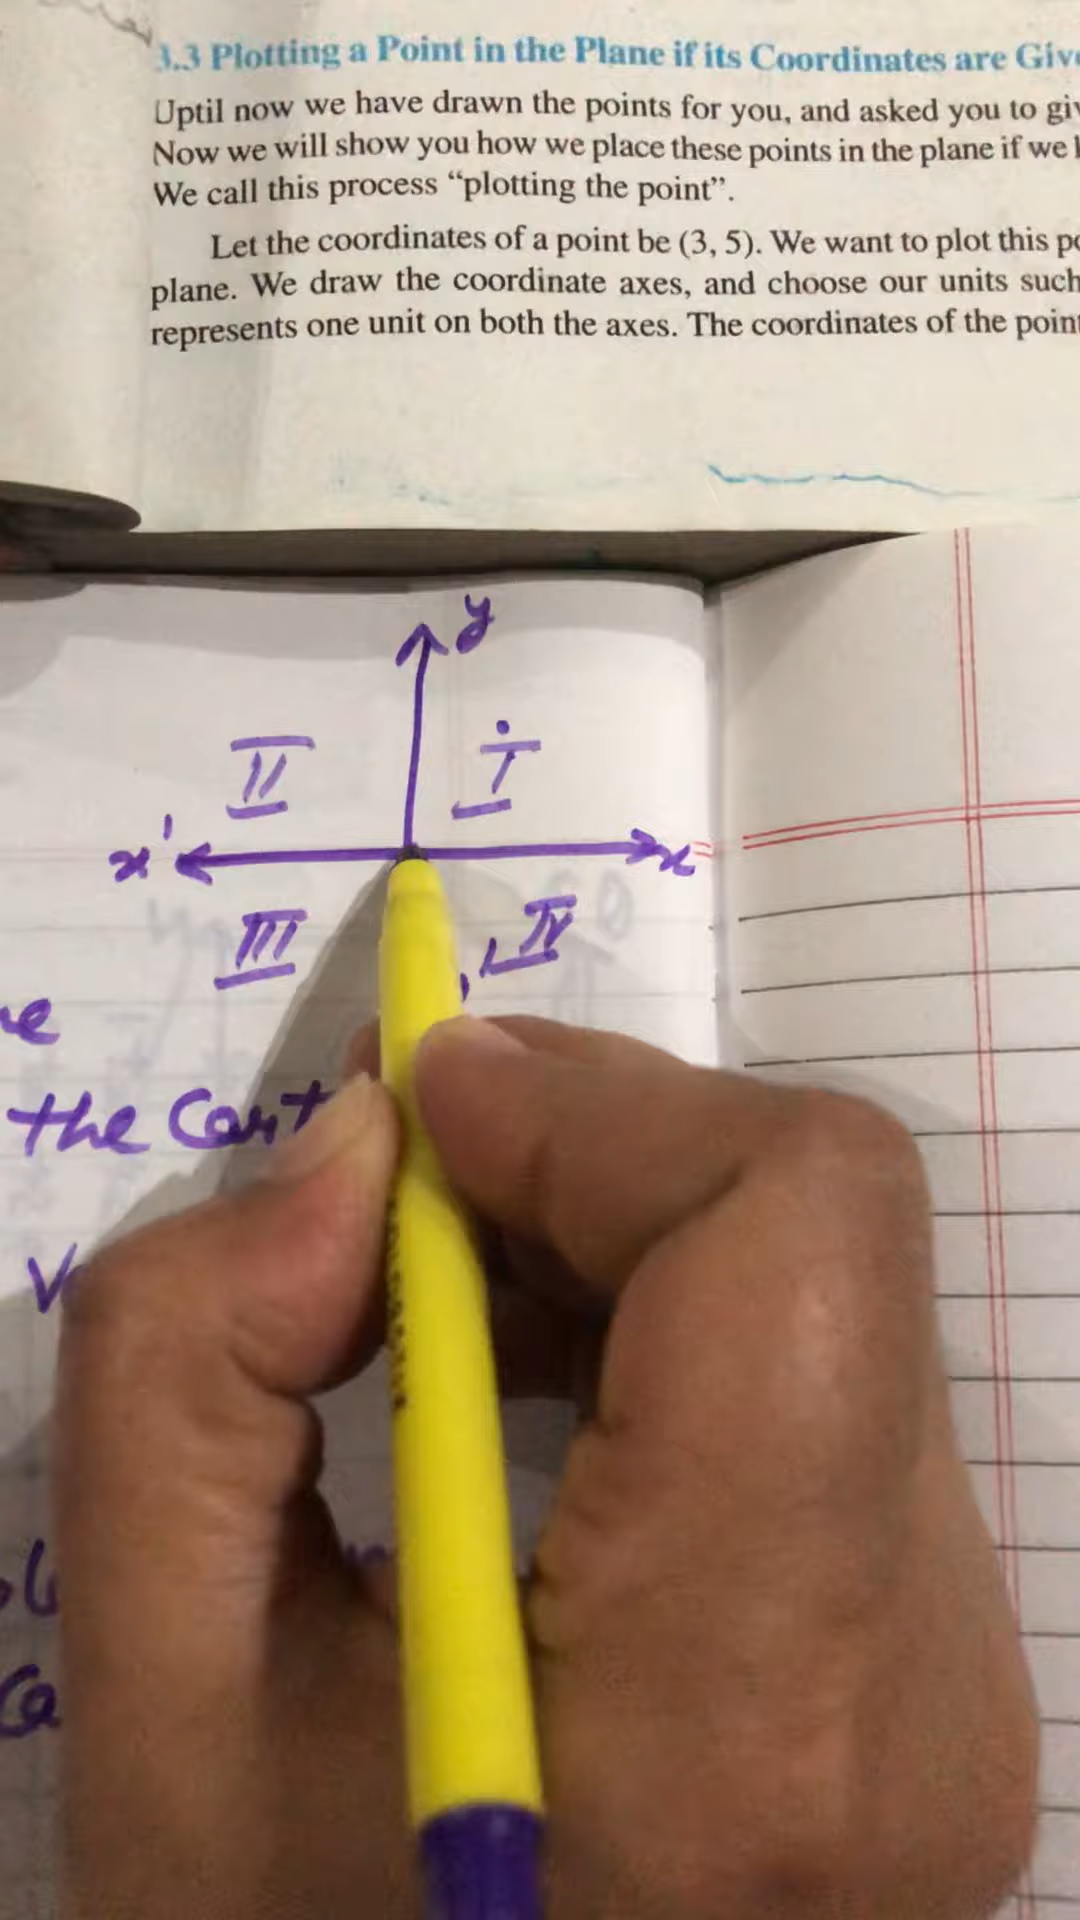 3.3 Plotting a Point in the Plane if its Coordinates are
Uptil now we have drawn the points for you, and asked you to
Now we will show you how we place these points in the plane if we
We call this process “plotting the point”.
Let the coordinates of a point be (3, 5). We want to plot this
plane. We draw the coordinate axes, and choose our units such
represents one unit on both the axes. The coordinates of the
y
II I
x' x
III IV
the